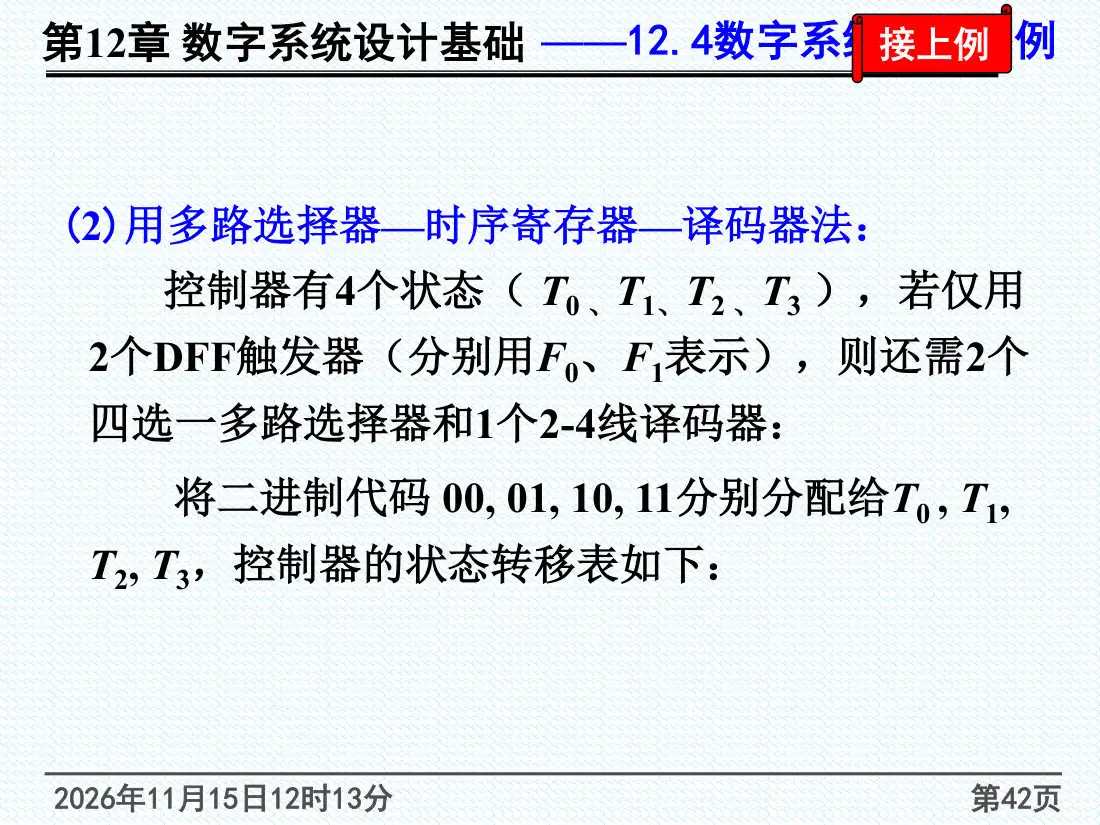 第12章 数字系统设计基础 ——12.4数字系 例
接上例
(2)用多路选择器—时序寄存器—译码器法：
控制器有4个状态（ T0 、T1、T2 、T3 ），若仅用
2个DFF触发器（分别用F0、F1表示），则还需2个
四选一多路选择器和1个2-4线译码器：
将二进制代码 00, 01, 10, 11分别分配给T0 , T1,
T2, T3，控制器的状态转移表如下：
2026年11月15日12时13分
第42页